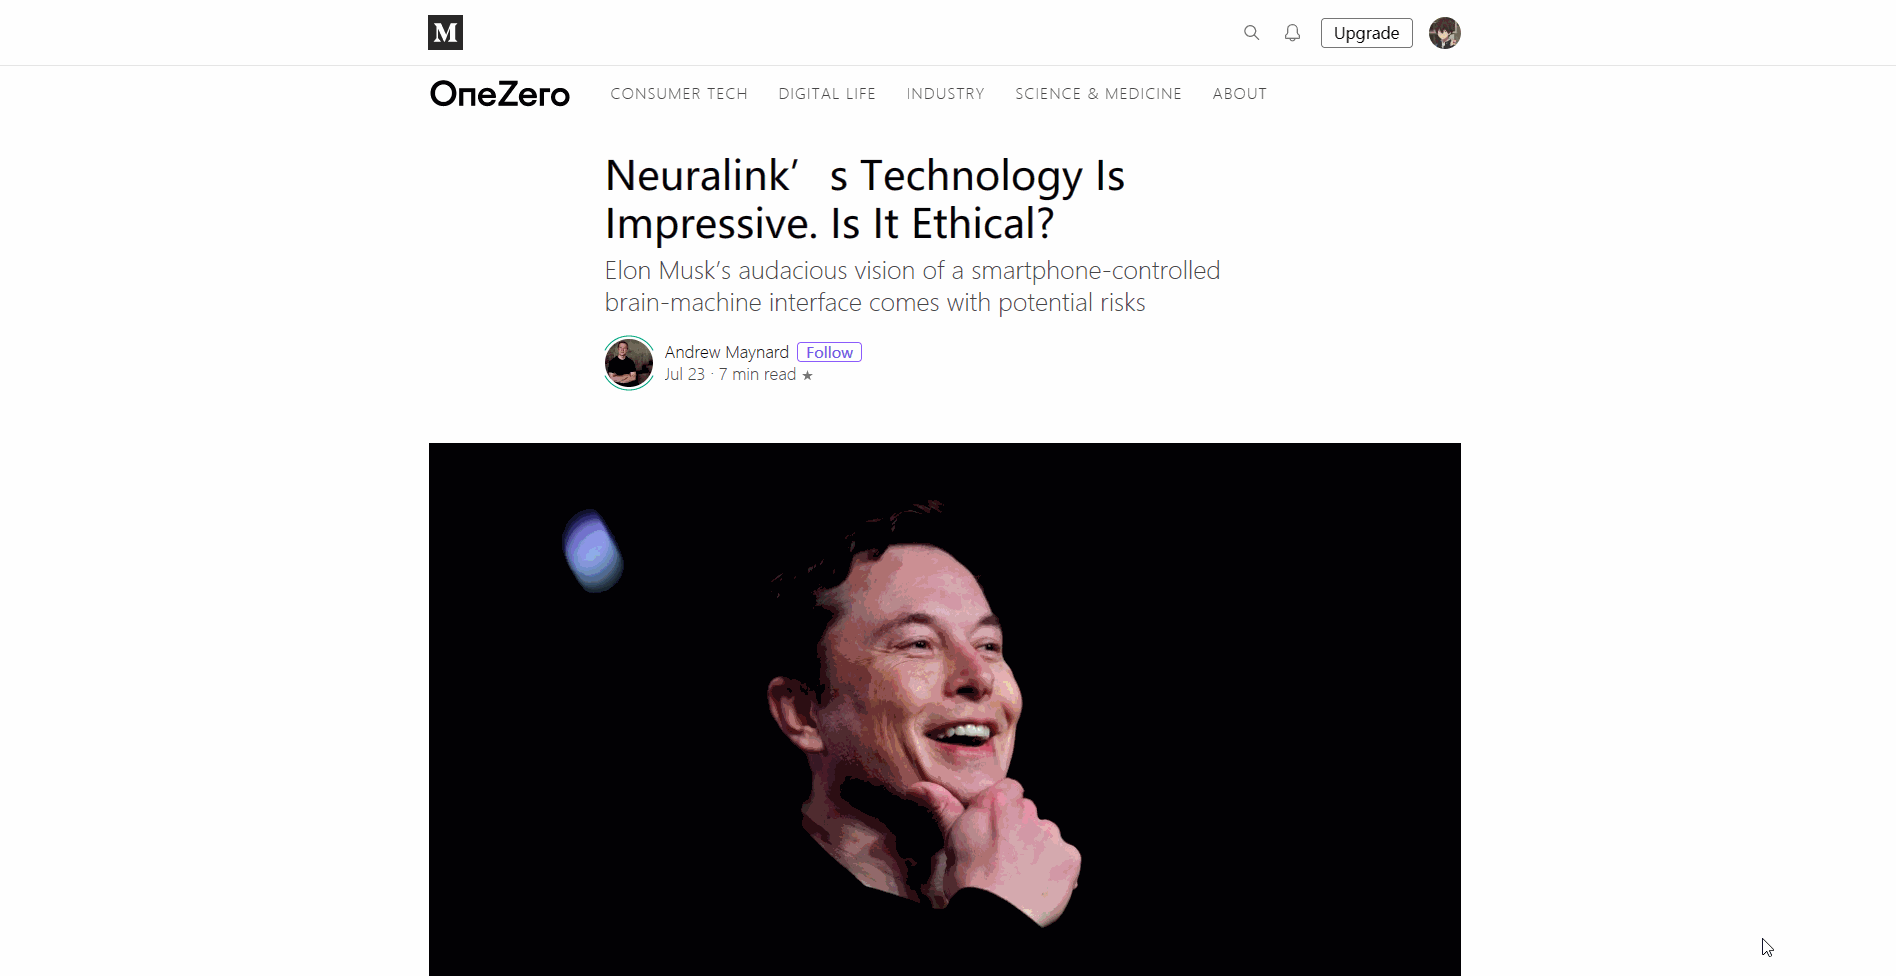 M
Upgrade
OneZero CONSUMER TECH DIGITAL LIFE INDUSTRY SCIENCE & MEDICINE ABOUT
Neuralink’s Technology Is
Impressive. Is It Ethical?
Elon Musk’s audacious vision of a smartphone-controlled
brain-machine interface comes with potential risks
Andrew Maynard Follow
Jul 23 · 7 min read ★